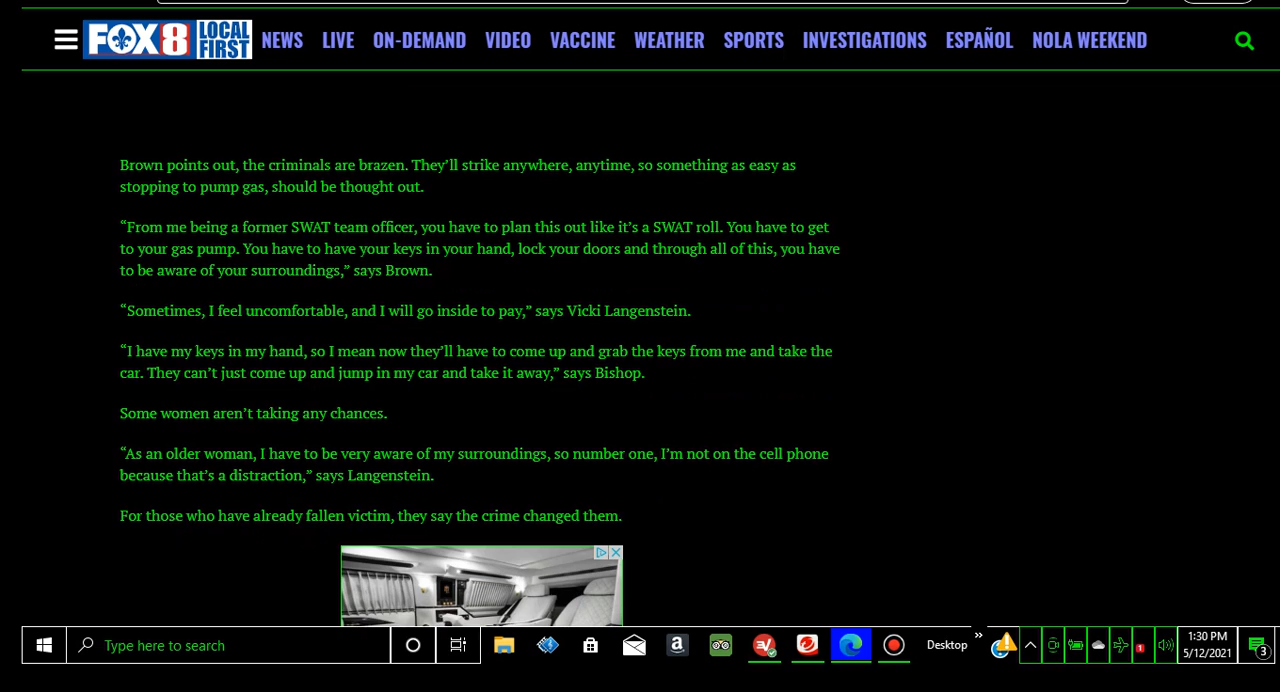 FOX 8 LOCAL FIRST NEWS LIVE ON-DEMAND VIDEO VACCINE WEATHER SPORTS INVESTIGATIONS ESPAÑOL NOLA WEEKEND
Brown points out, the criminals are brazen. They’ll strike anywhere, anytime, so something as easy as
stopping to pump gas, should be thought out.
“From me being a former SWAT team officer, you have to plan this out like it’s a SWAT roll. You have to get
to your gas pump. You have to have your keys in your hand, lock your doors and through all of this, you have
to be aware of your surroundings,” says Brown.
“Sometimes, I feel uncomfortable, and I will go inside to pay,” says Vicki Langenstein.
“I have my keys in my hand, so I mean now they’ll have to come up and grab the keys from me and take the
car. They can’t just come up and jump in my car and take it away,” says Bishop.
Some women aren’t taking any chances.
“As an older woman, I have to be very aware of my surroundings, so number one, I’m not on the cell phone
because that’s a distraction,” says Langenstein.
For those who have already fallen victim, they say the crime changed them.
Type here to search Desktop » 1 1:30 PM 3
5/12/2021